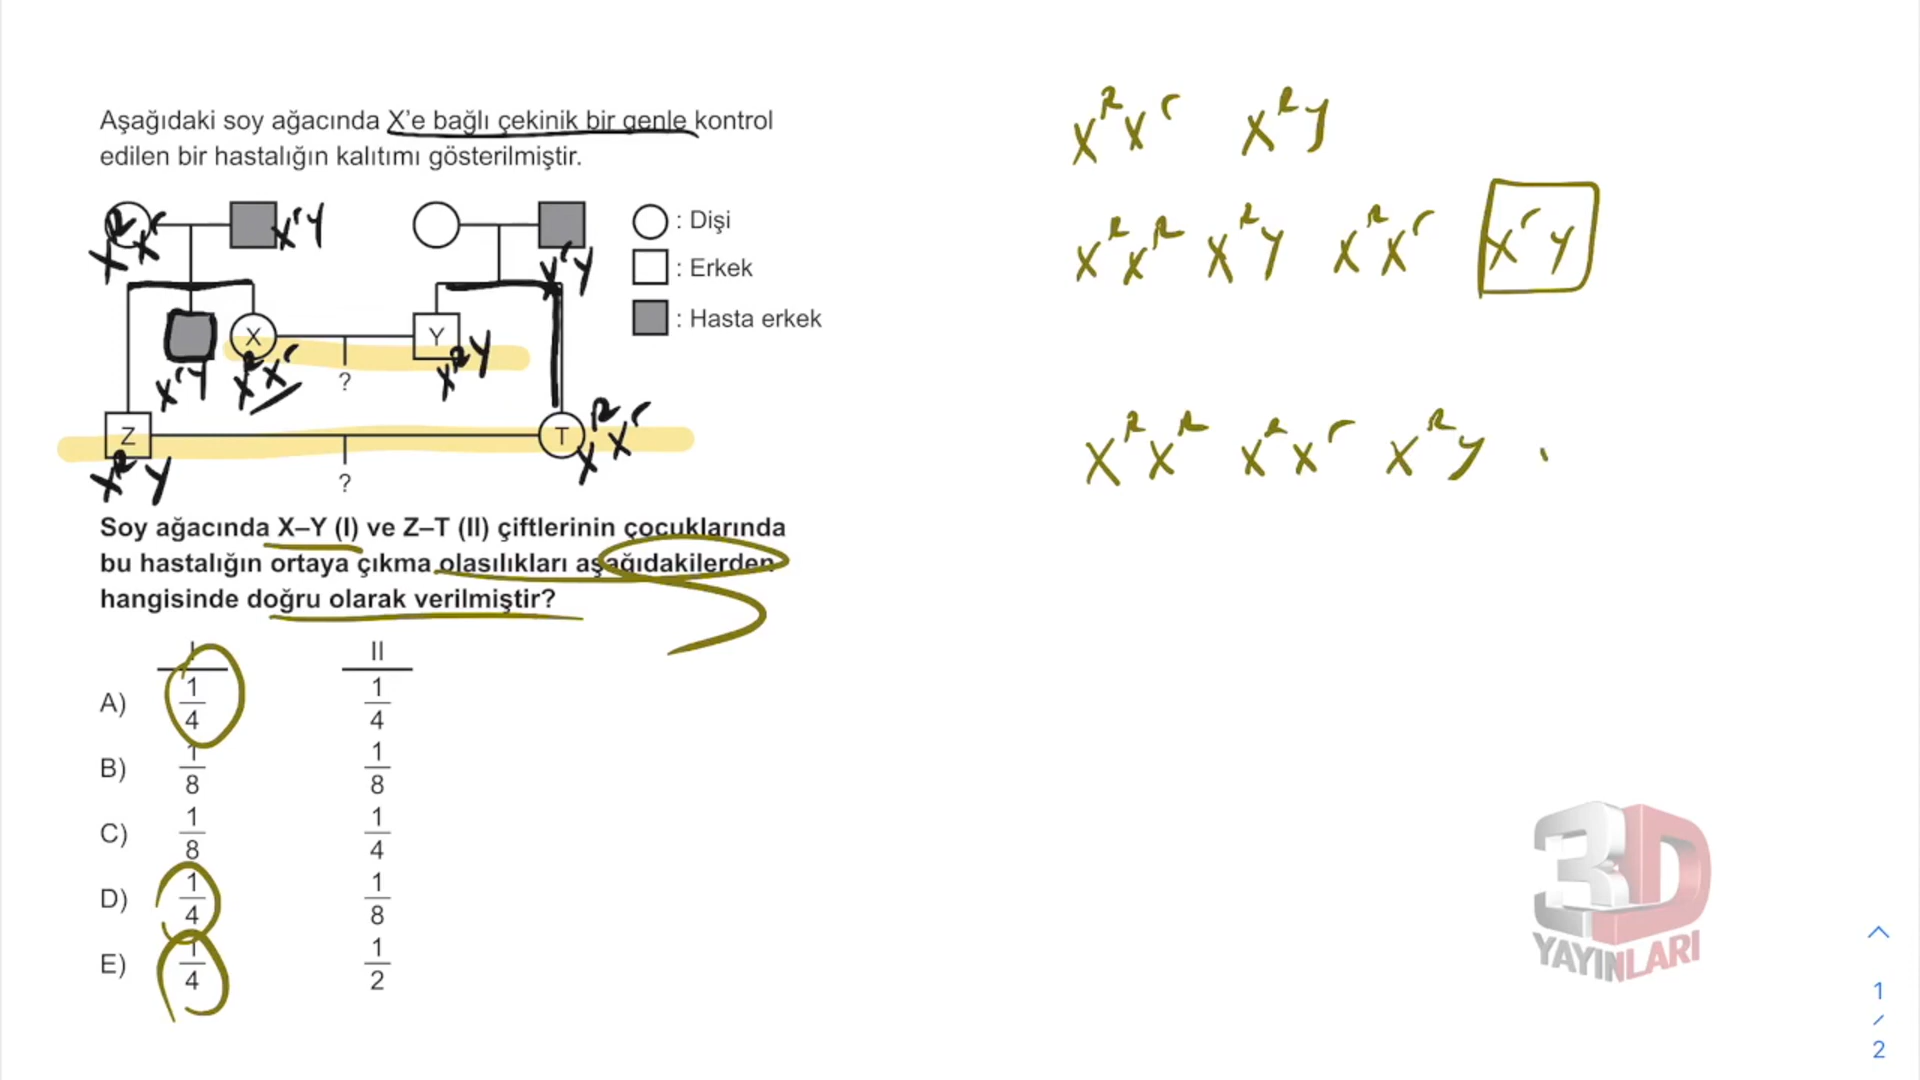 Aşağıdaki soy ağacında X'e bağlı çekinik bir genle kontrol
edilen bir hastalığın kalıtımı gösterilmiştir.
X^R X^r
X^r Y
X^r Y
: Dişi
: Erkek
: Hasta erkek
X
Y
X^r Y
X^R X^r
X^R Y
?
Z
T
X^R Y
X^R X^r
?
Soy ağacında X–Y (I) ve Z–T (II) çiftlerinin çocuklarında
bu hastalığın ortaya çıkma olasılıkları aşağıdakilerden
hangisinde doğru olarak verilmiştir?
I II
A) 1/4 1/4
B) 1/8 1/8
C) 1/8 1/4
D) 1/4 1/8
E) 1/4 1/2
X^R X^r X^R y
X^R X^R X^R Y X^R X^r X^r Y
X^R X^R X^R X^r X^R y
3D
YAYINLARI
1
/
2